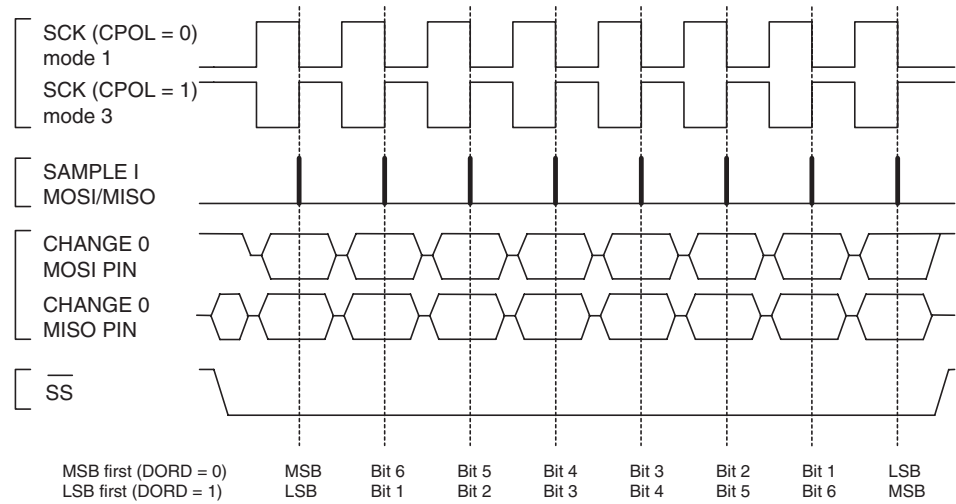 SCK (CPOL = 0)
mode 1
SCK (CPOL = 1)
mode 3
SAMPLE I
MOSI/MISO
CHANGE 0
MOSI PIN
CHANGE 0
MISO PIN
SS
MSB first (DORD = 0) MSB Bit 6 Bit 5 Bit 4 Bit 3 Bit 2 Bit 1 LSB
LSB first (DORD = 1) LSB Bit 1 Bit 2 Bit 3 Bit 4 Bit 5 Bit 6 MSB